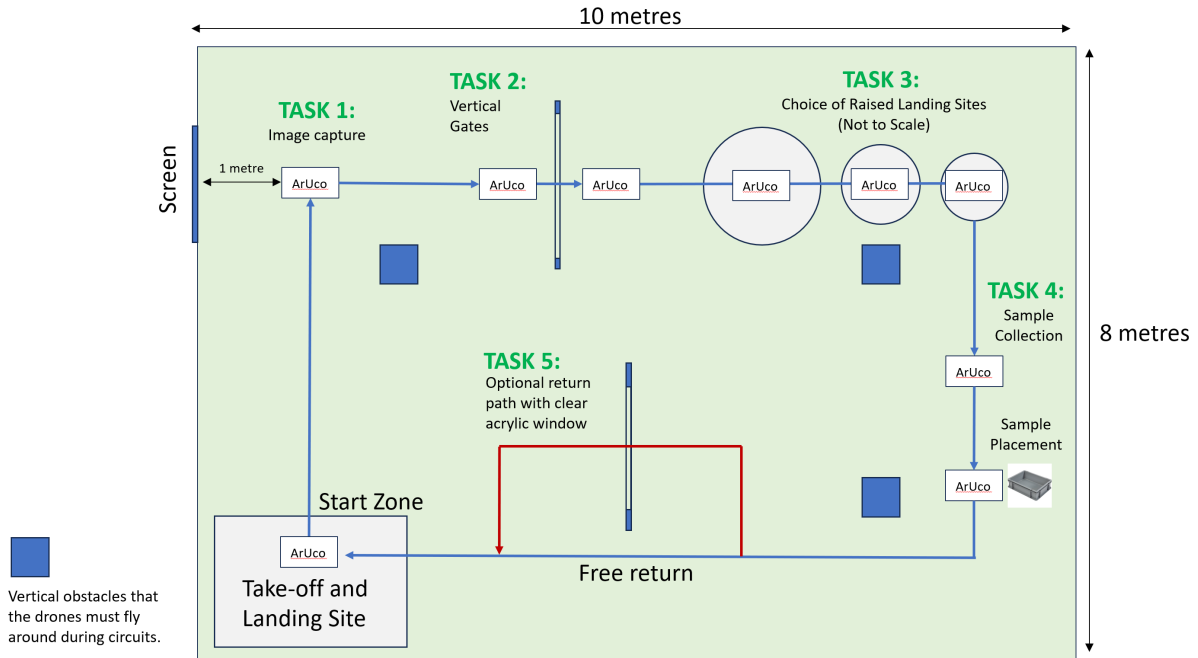 10 metres
TASK 1:
Image capture
TASK 2:
Vertical
Gates
TASK 3:
Choice of Raised Landing Sites
(Not to Scale)
Screen
1 metre
ArUco
ArUco
ArUco
ArUco
ArUco
ArUco
TASK 4:
Sample
Collection
8 metres
ArUco
TASK 5:
Optional return
path with clear
acrylic window
Sample
Placement
ArUco
Start Zone
ArUco
Free return
Take-off and
Landing Site
Vertical obstacles that
the drones must fly
around during circuits.